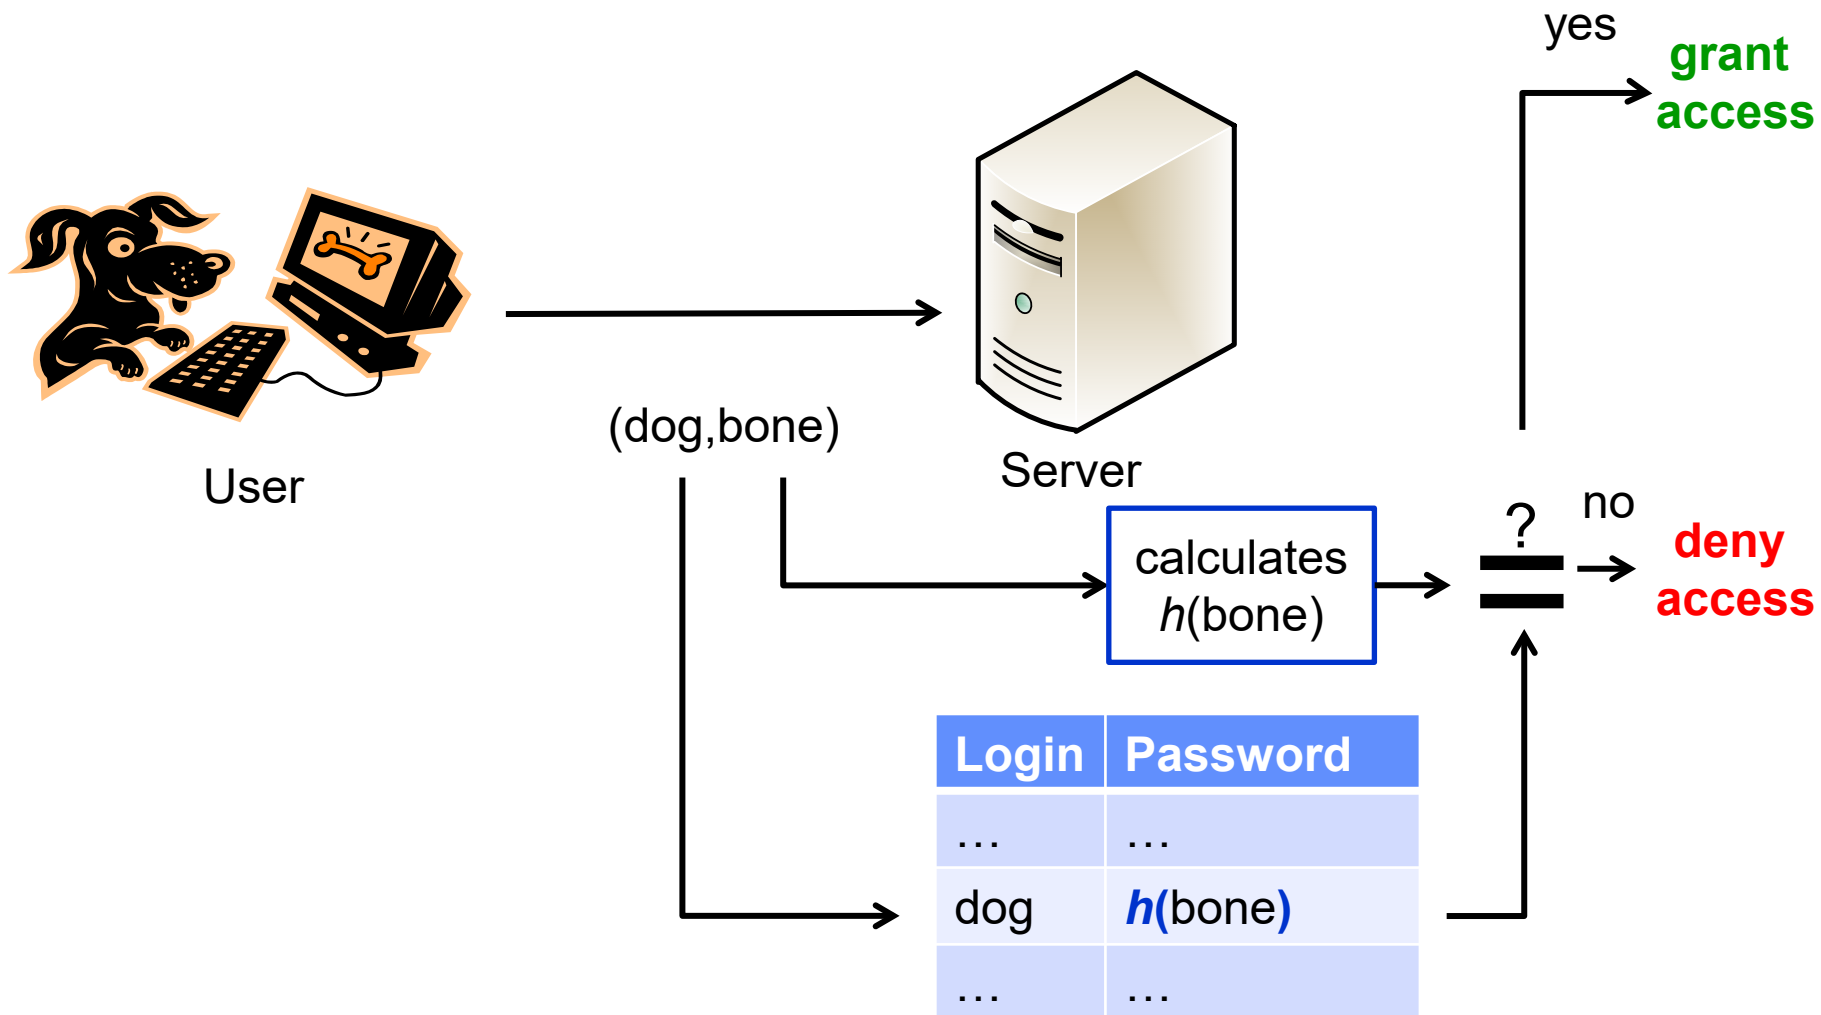 yes
grant
access
(dog,bone)
User
Server
calculates
h(bone)
?
no
deny
access
Login Password
… …
dog h(bone)
… …